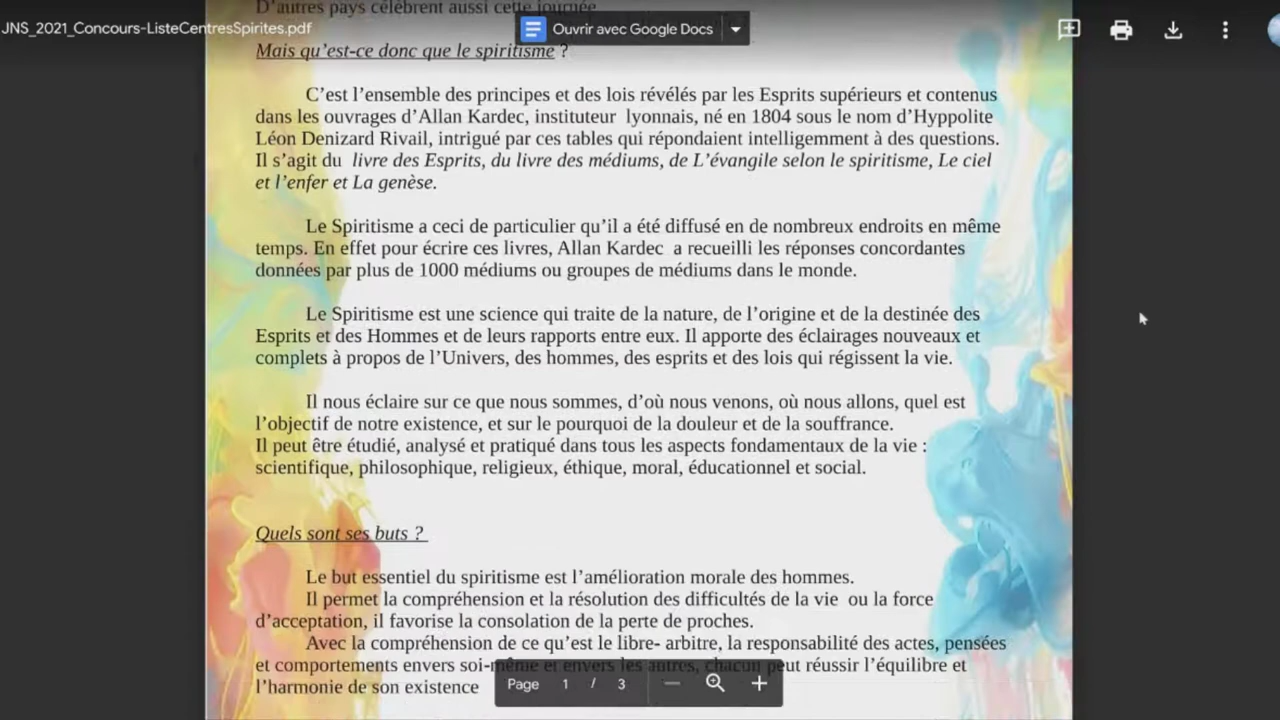 D'autres pays célèbrent aussi cette journée
JNS_2021_Concours-ListeCentresSpirites.pdf
Ouvrir avec Google Docs
Mais qu'est-ce donc que le spiritisme ?
C'est l'ensemble des principes et des lois révélés par les Esprits supérieurs et contenus
dans les ouvrages d'Allan Kardec, instituteur  lyonnais, né en 1804 sous le nom d'Hyppolite
Léon Denizard Rivail, intrigué par ces tables qui répondaient intelligemment à des questions.
Il s'agit du  livre des Esprits, du livre des médiums, de L'évangile selon le spiritisme, Le ciel
et l'enfer et La genèse.
Le Spiritisme a ceci de particulier qu'il a été diffusé en de nombreux endroits en même
temps. En effet pour écrire ces livres, Allan Kardec  a recueilli les réponses concordantes
données par plus de 1000 médiums ou groupes de médiums dans le monde.
Le Spiritisme est une science qui traite de la nature, de l'origine et de la destinée des
Esprits et des Hommes et de leurs rapports entre eux. Il apporte des éclairages nouveaux et
complets à propos de l'Univers, des hommes, des esprits et des lois qui régissent la vie.
Il nous éclaire sur ce que nous sommes, d'où nous venons, où nous allons, quel est
l'objectif de notre existence, et sur le pourquoi de la douleur et de la souffrance.
Il peut être étudié, analysé et pratiqué dans tous les aspects fondamentaux de la vie :
scientifique, philosophique, religieux, éthique, moral, éducationnel et social.
Quels sont ses buts ?
Le but essentiel du spiritisme est l'amélioration morale des hommes.
Il permet la compréhension et la résolution des difficultés de la vie  ou la force
d'acceptation, il favorise la consolation de la perte de proches.
Avec la compréhension de ce qu'est le libre- arbitre, la responsabilité des actes, pensées
et comportements envers soi-même et envers les autres, chacun peut réussir l'équilibre et
l'harmonie de son existence
Page 1 / 3